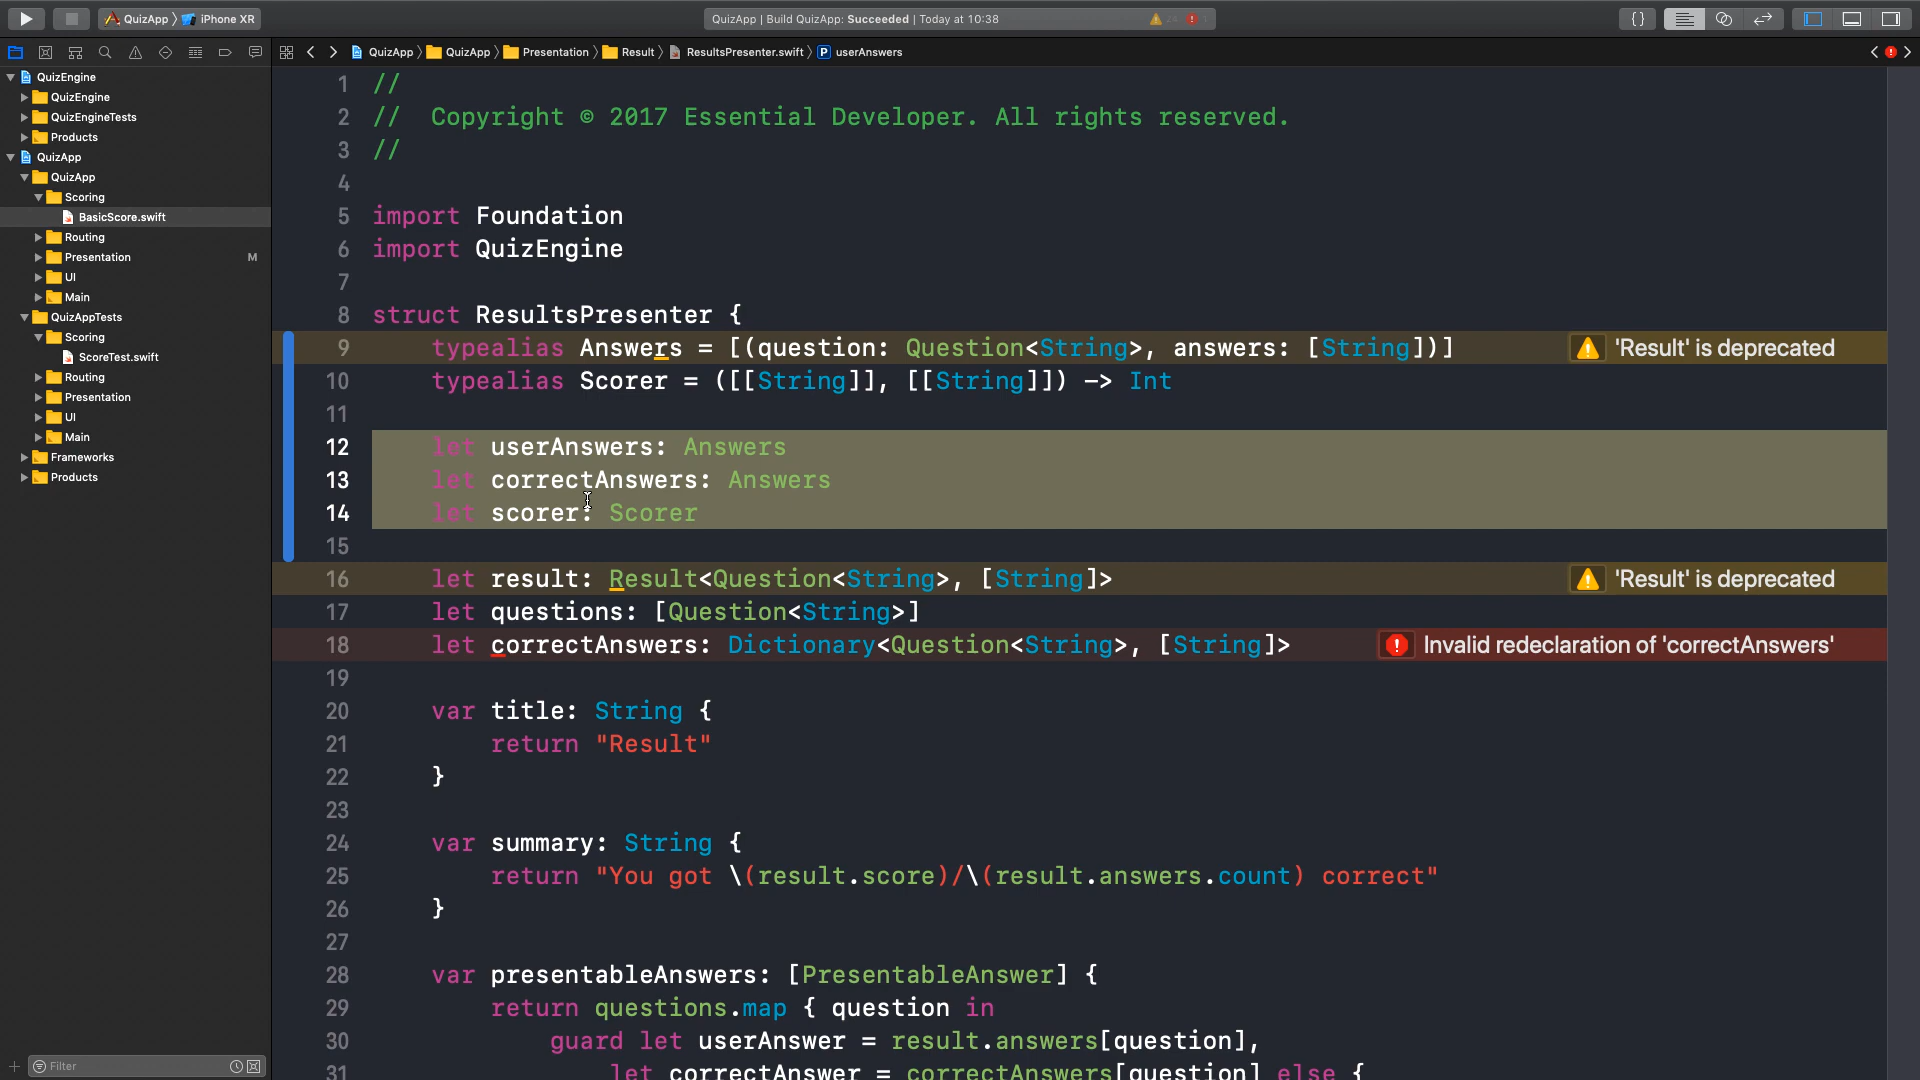 QuizApp 〉 iPhone XR
QuizApp | Build QuizApp: Succeeded | Today at 10:38
QuizApp 〉 QuizApp 〉 Presentation 〉 Result 〉 ResultsPresenter.swift 〉 P userAnswers
QuizEngine
QuizEngine
QuizEngineTests
Products
QuizApp
QuizApp
Scoring
BasicScore.swift
Routing
Presentation M
UI
Main
QuizAppTests
Scoring
ScoreTest.swift
Routing
Presentation
UI
Main
Frameworks
Products
Filter
1 //
2 //  Copyright © 2017 Essential Developer. All rights reserved.
3 //
4
5 import Foundation
6 import QuizEngine
7
8 struct ResultsPresenter {
9     typealias Answers = [(question: Question<String>, answers: [String])] 'Result' is deprecated
10     typealias Scorer = ([[String]], [[String]]) -> Int
11
12     let userAnswers: Answers
13     let correctAnswers: Answers
14     let scorer: Scorer
15
16     let result: Result<Question<String>, [String]> 'Result' is deprecated
17     let questions: [Question<String>]
18     let correctAnswers: Dictionary<Question<String>, [String]> Invalid redeclaration of 'correctAnswers'
19
20     var title: String {
21         return "Result"
22     }
23
24     var summary: String {
25         return "You got \(result.score)/\(result.answers.count) correct"
26     }
27
28     var presentableAnswers: [PresentableAnswer] {
29         return questions.map { question in
30             guard let userAnswer = result.answers[question],
31                 let correctAnswer = correctAnswers[question] else {